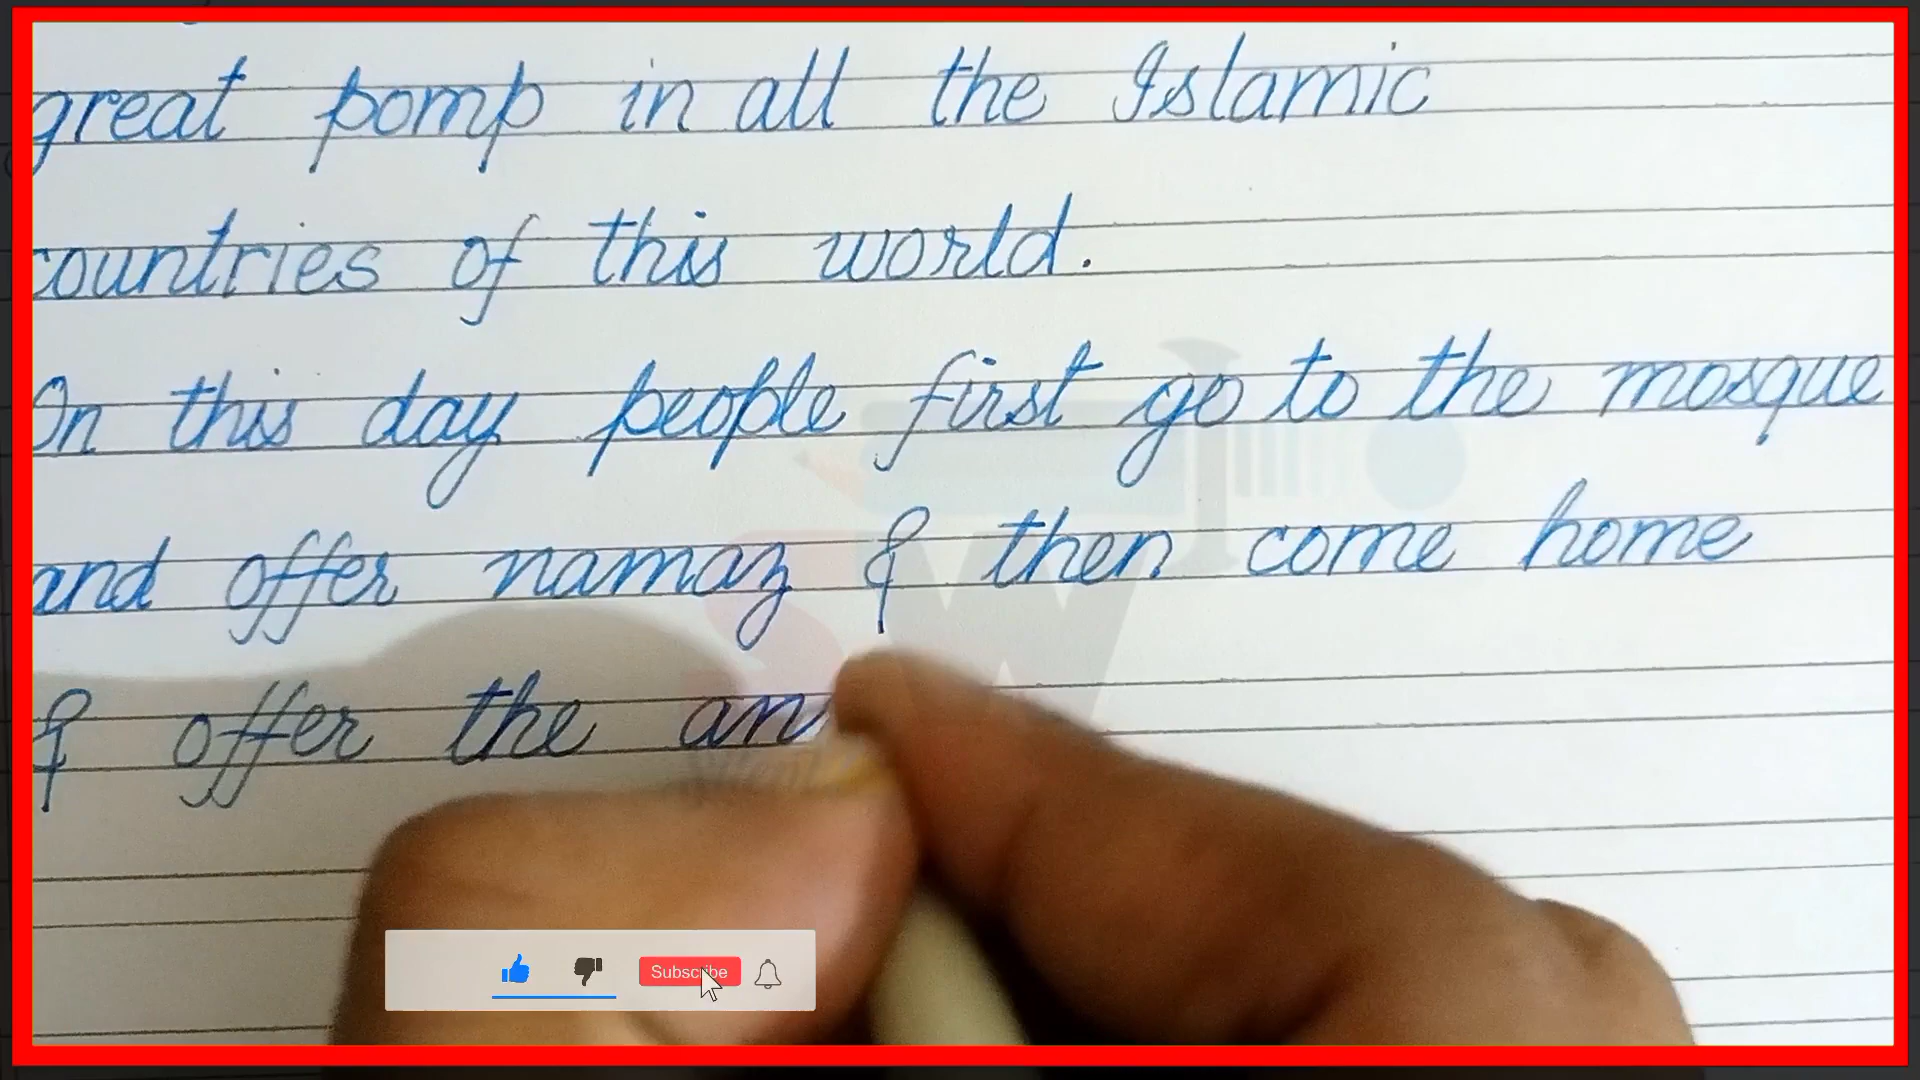 great pomp in all the Islamic
countries of this world.
On this day people first go to the mosque
and offer namaz & then come home
& offer the an
Subscribe